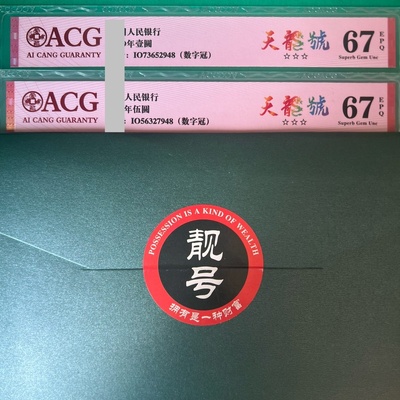 ACG
AI CANG GUARANTY
人民银行
年壹圆
IO73652948（数字冠）
天龍號
☆☆☆
67
EPQ
Superb Gem Unc
ACG
AI CANG GUARANTY
人民银行
年伍圆
IO56327948（数字冠）
天龍號
☆☆☆
67
EPQ
Superb Gem Unc
POSSESSION IS A KIND OF WEALTH
靓号
拥有是一种财富